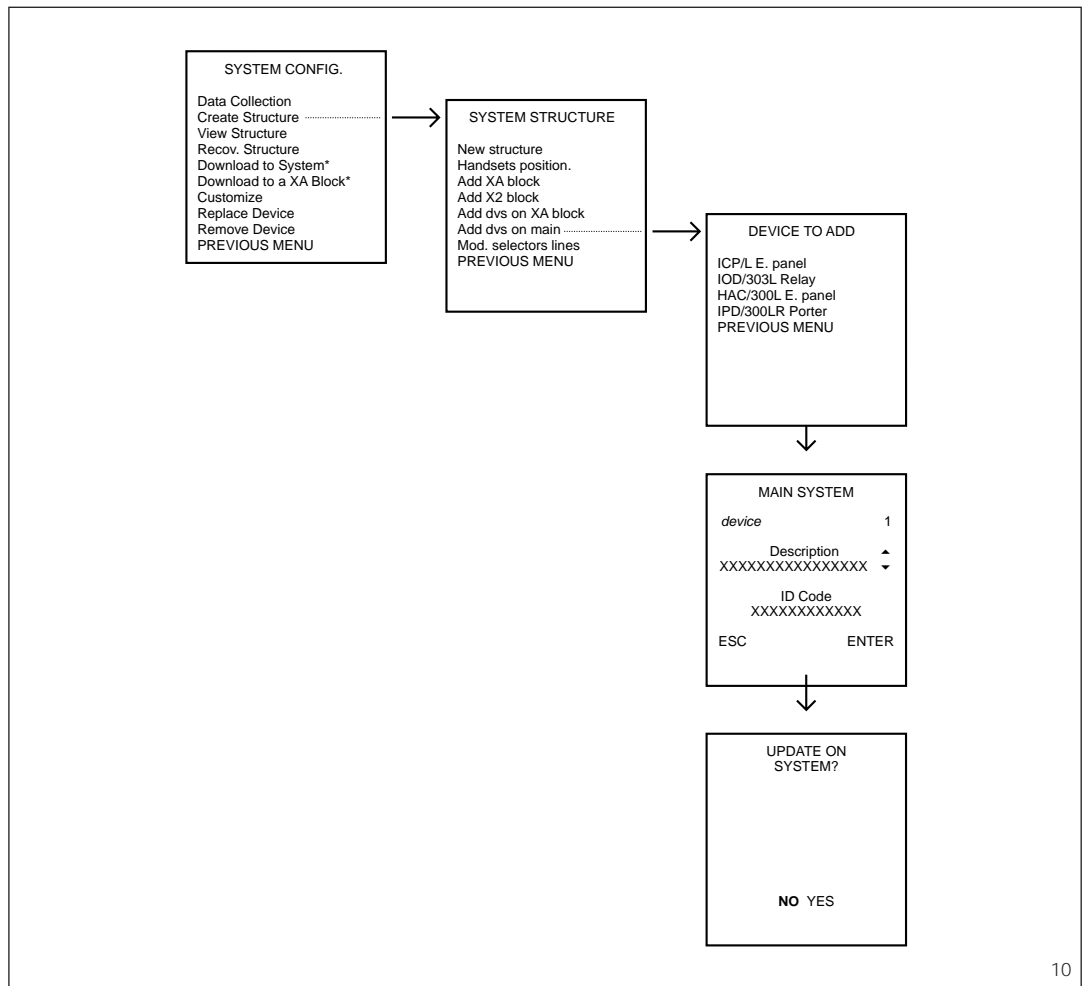 SYSTEM CONFIG.
Data Collection
Create Structure
View Structure
Recov. Structure
Download to System*
Download to a XA Block*
Customize
Replace Device
Remove Device
PREVIOUS MENU
SYSTEM STRUCTURE
New structure
Handsets position.
Add XA block
Add X2 block
Add dvs on XA block
Add dvs on main
Mod. selectors lines
PREVIOUS MENU
DEVICE TO ADD
ICP/L E. panel
IOD/303L Relay
HAC/300L E. panel
IPD/300LR Porter
PREVIOUS MENU
MAIN SYSTEM
device 1
Description
XXXXXXXXXXXXXXXX
ID Code
XXXXXXXXXXXX
ESC ENTER
UPDATE ON
SYSTEM?
NO YES
10